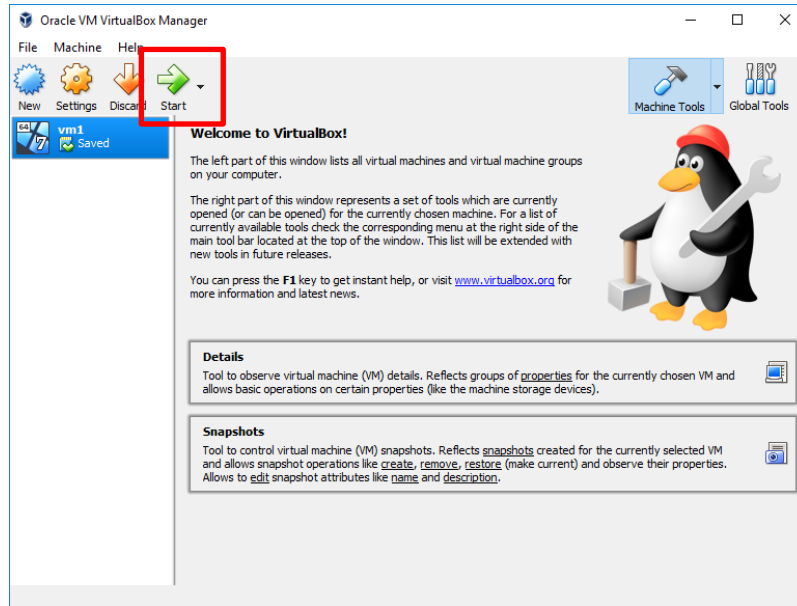 Oracle VM VirtualBox Manager
File Machine Help
New Settings Discard Start
Machine Tools Global Tools
64
7
vm1
Saved
Welcome to VirtualBox!
The left part of this window lists all virtual machines and virtual machine groups
on your computer.
The right part of this window represents a set of tools which are currently
opened (or can be opened) for the currently chosen machine. For a list of
currently available tools check the corresponding menu at the right side of the
main tool bar located at the top of the window. This list will be extended with
new tools in future releases.
You can press the F1 key to get instant help, or visit www.virtualbox.org for
more information and latest news.
Details
Tool to observe virtual machine (VM) details. Reflects groups of properties for the currently chosen VM and
allows basic operations on certain properties (like the machine storage devices).
Snapshots
Tool to control virtual machine (VM) snapshots. Reflects snapshots created for the currently selected VM
and allows snapshot operations like create, remove, restore (make current) and observe their properties.
Allows to edit snapshot attributes like name and description.